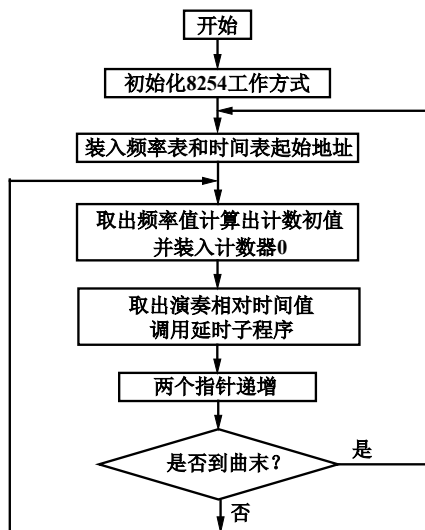 开始
初始化8254工作方式
装入频率表和时间表起始地址
取出频率值计算出计数初值
并装入计数器0
取出演奏相对时间值
调用延时子程序
两个指针递增
是否到曲末？
是
否